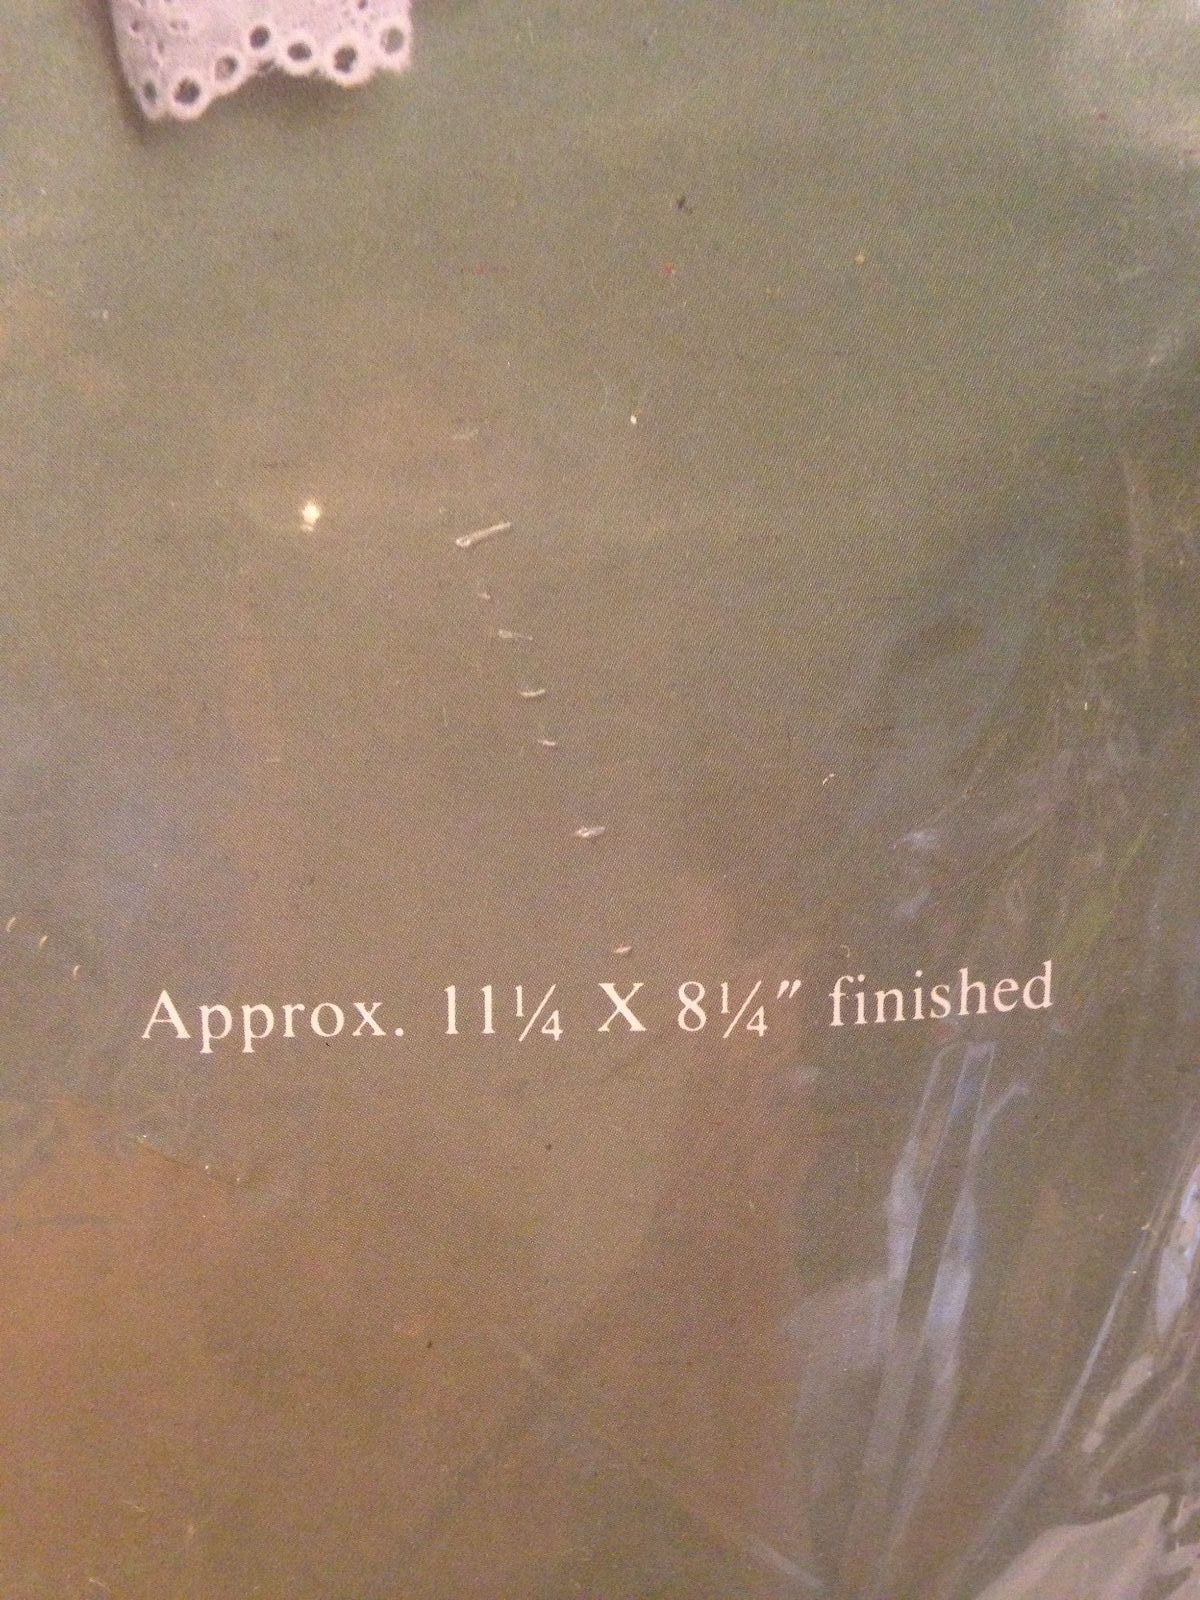 Approx. 11¼ X 8¼" finished